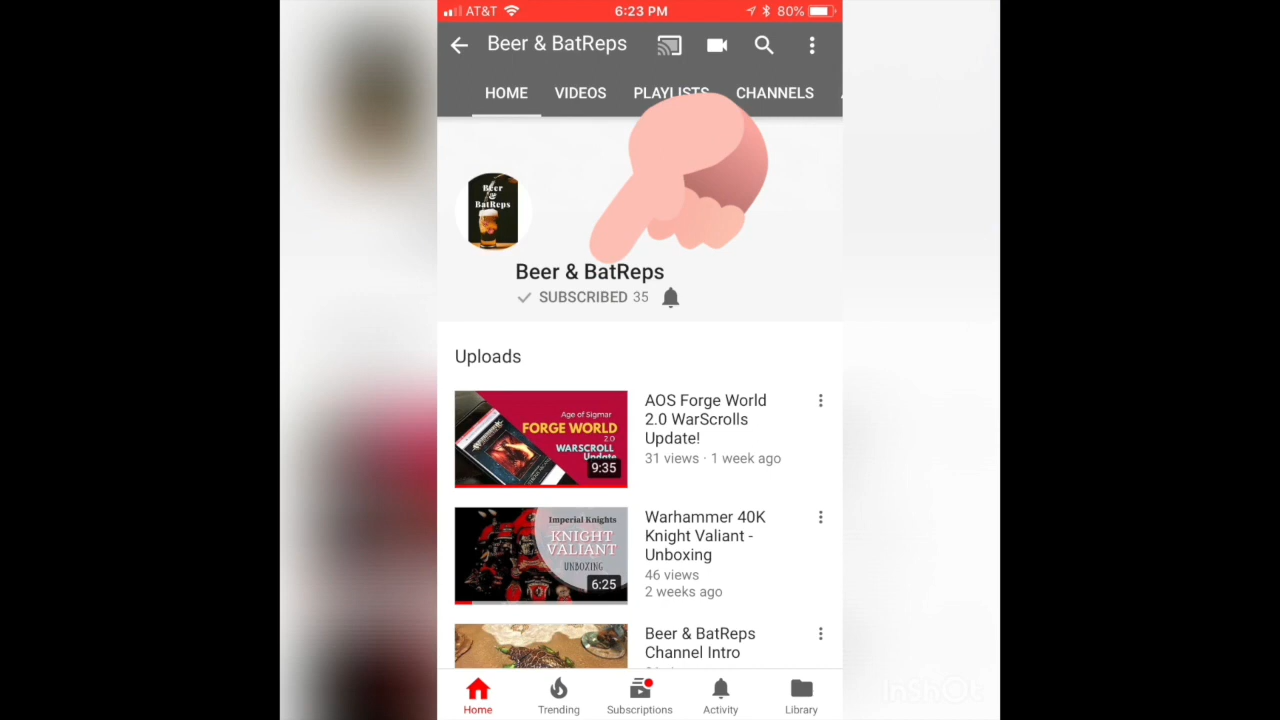 AT&T 6:23 PM 80%
Beer & BatReps
HOME VIDEOS PLAYLISTS CHANNELS
Beer
&
BatReps
Beer & BatReps
SUBSCRIBED 35
Uploads
Age of Sigmar
FORGE WORLD
2.0
WARSCROLL
Update
9:35
AOS Forge World
2.0 WarScrolls
Update!
31 views · 1 week ago
Imperial Knights
KNIGHT
VALIANT
UNBOXING
6:25
Warhammer 40K
Knight Valiant -
Unboxing
46 views
2 weeks ago
Beer & BatReps
Channel Intro
Home Trending Subscriptions Activity Library
InShOt